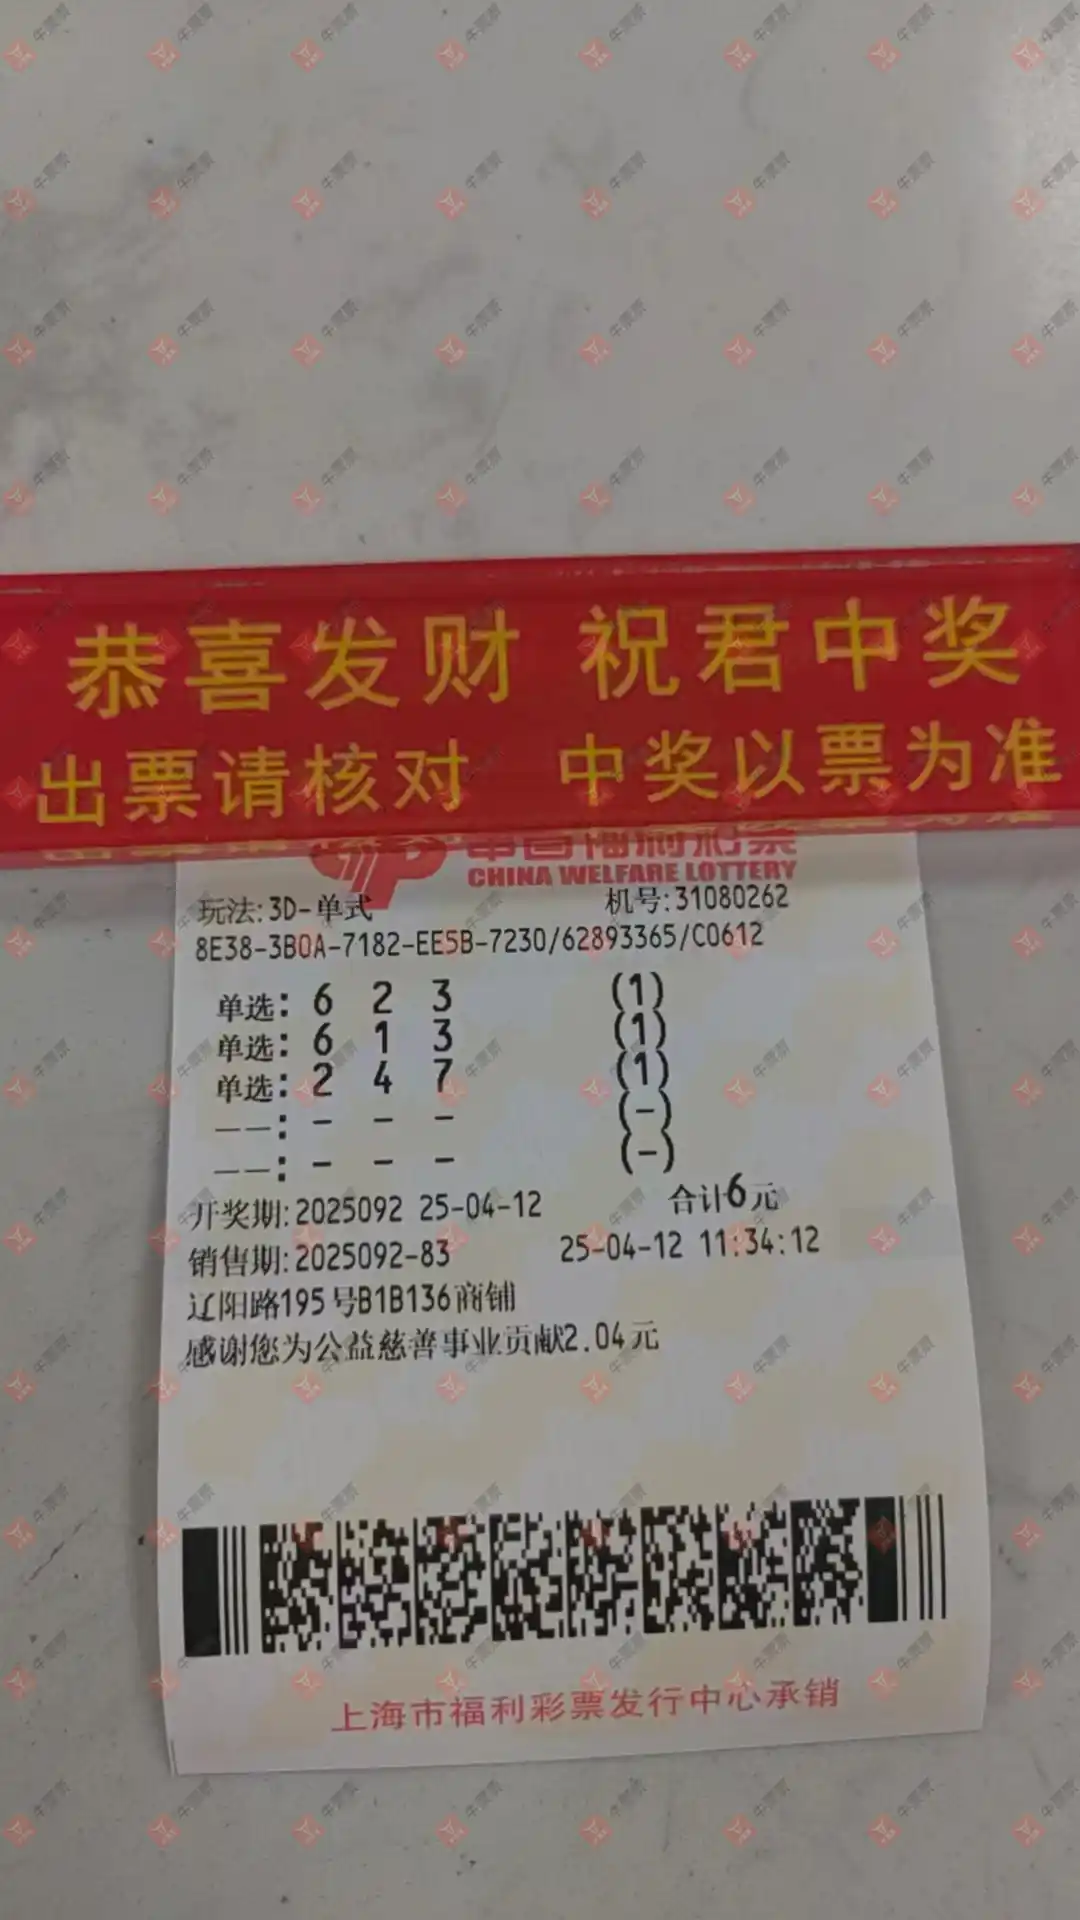 恭喜发财 祝君中奖
出票请核对 中奖以票为准
中国福利彩票
CHINA WELFARE LOTTERY
玩法:3D-单式 机号:31080262
8E38-3B0A-7182-EE5B-7230/62893365/C0612
单选: 6 2 3 (1)
单选: 6 1 3 (1)
单选: 2 4 7 (1)
——: - - - (-)
——: - - - (-)
开奖期:2025092 25-04-12 合计6元
销售期:2025092-83 25-04-12 11:34:12
辽阳路195号B1B136商铺
感谢您为公益慈善事业贡献2.04元
上海市福利彩票发行中心承销